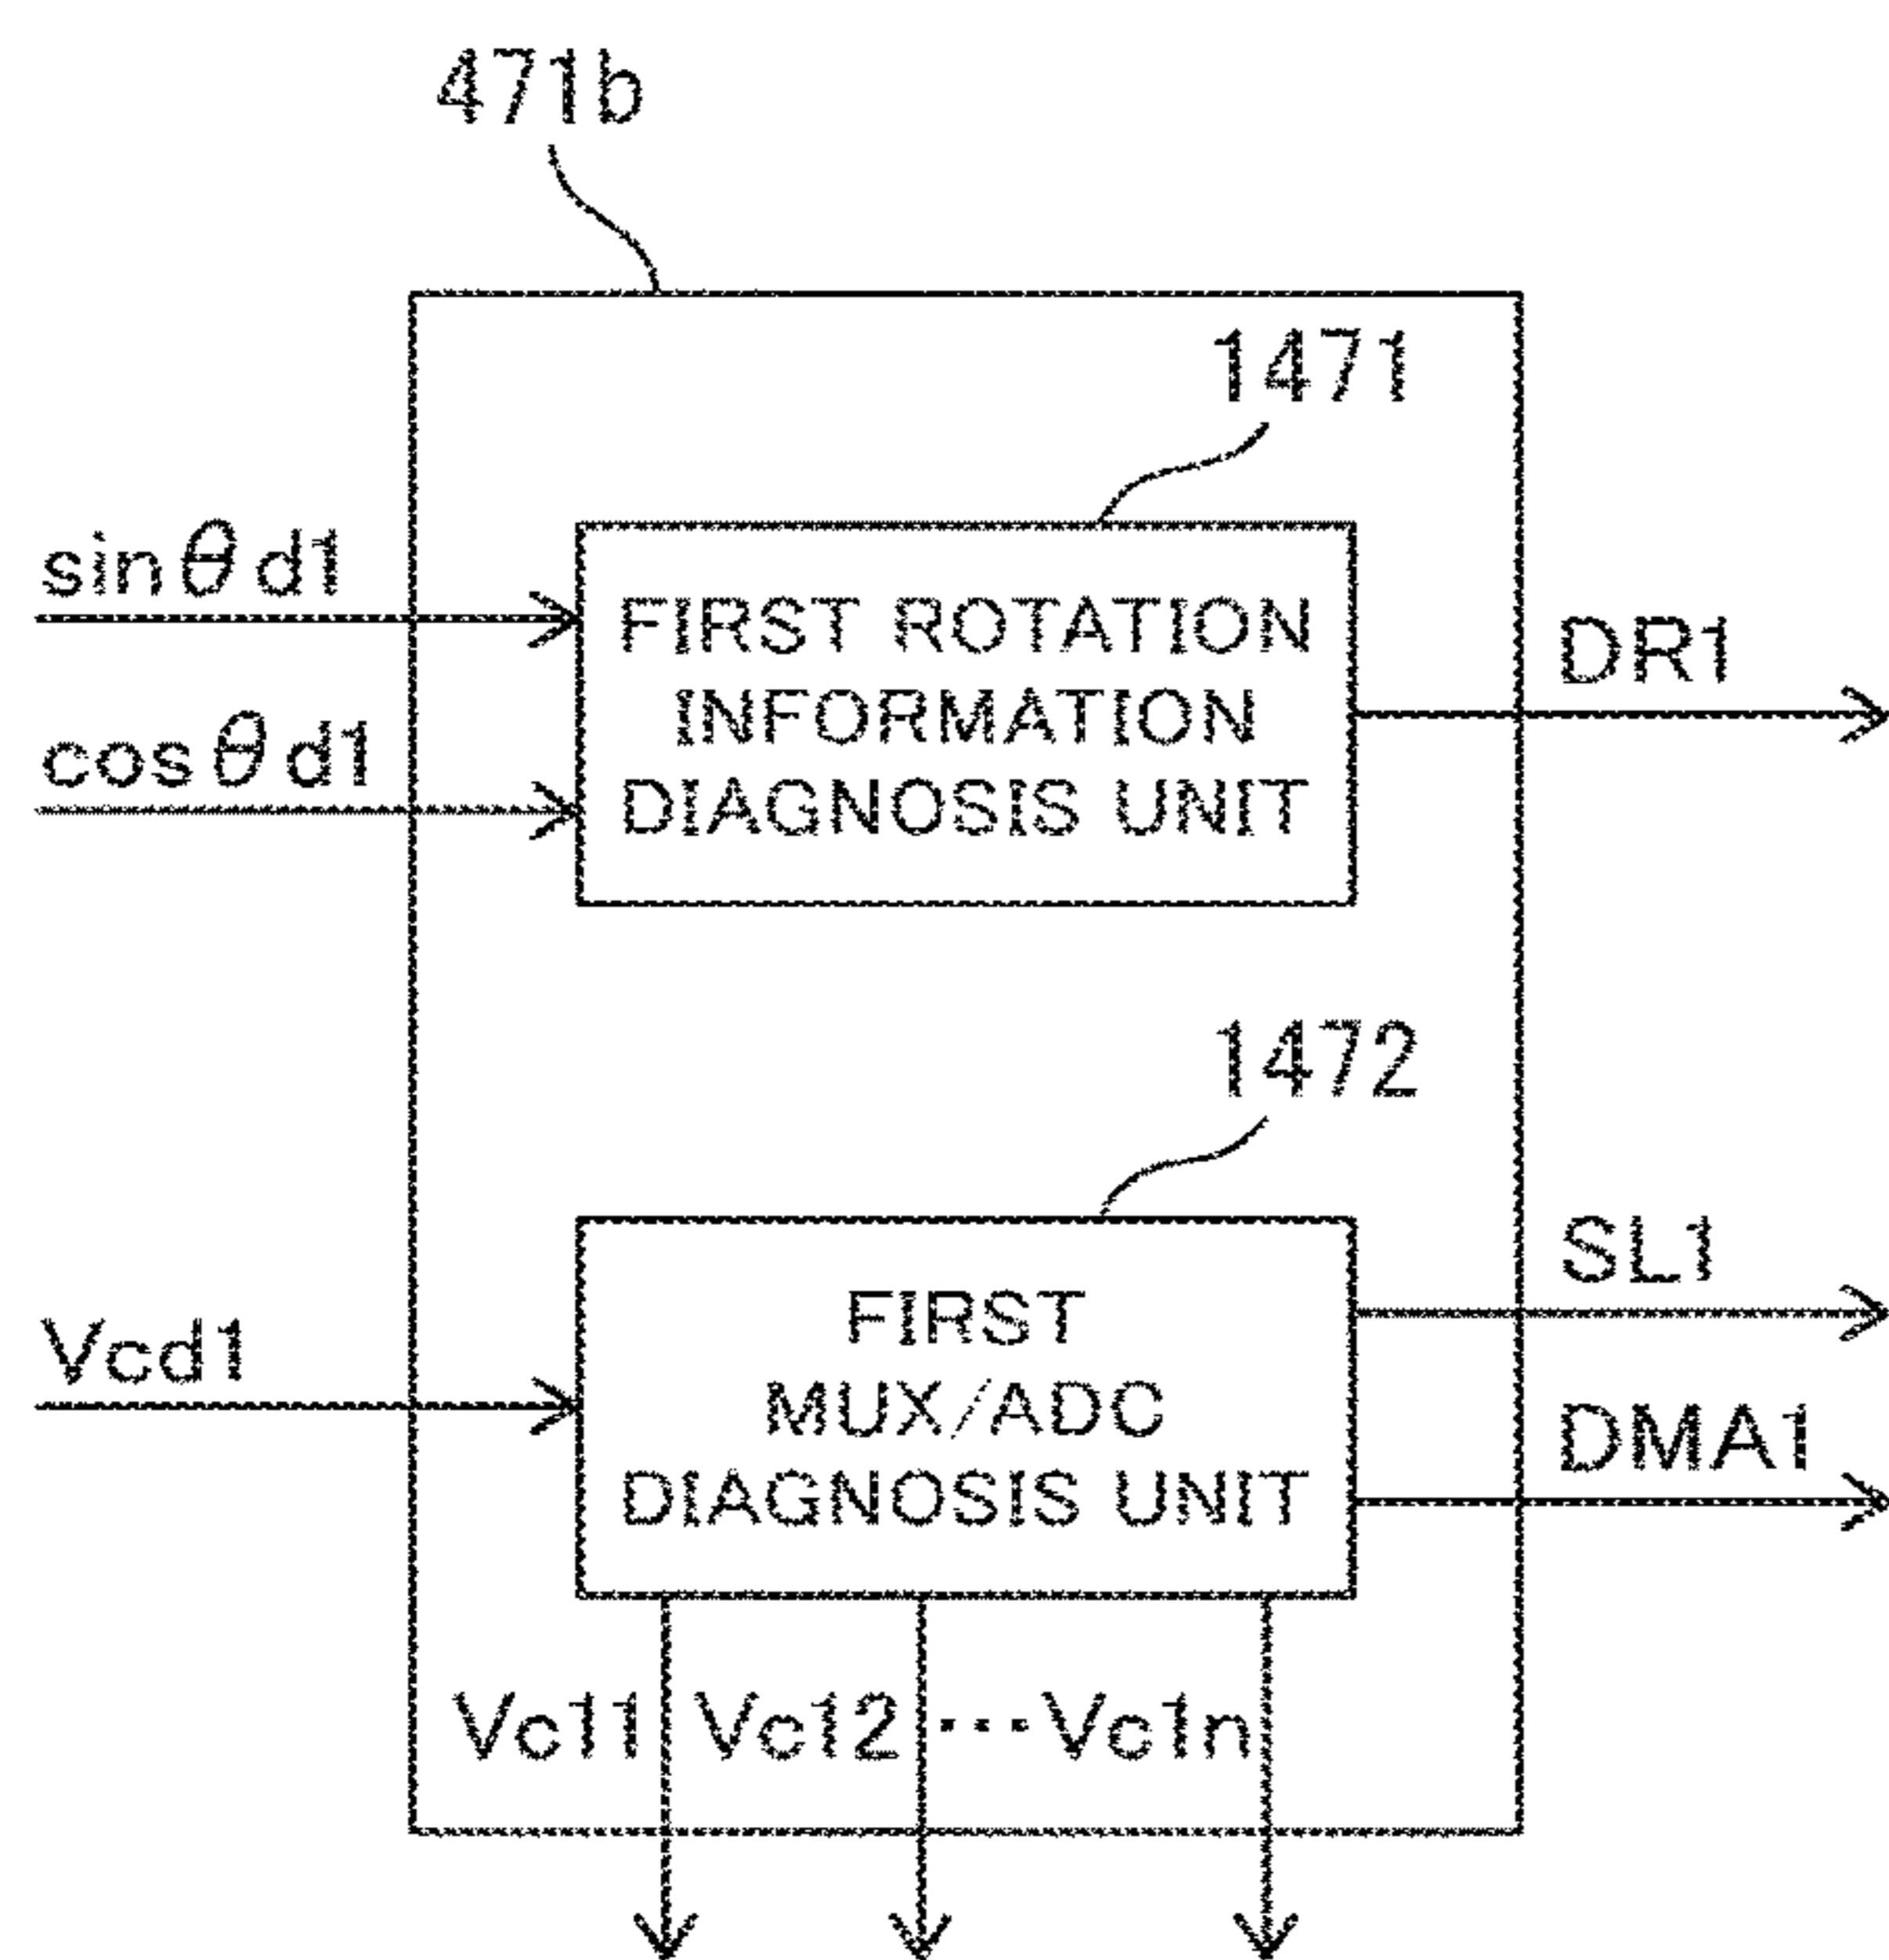 471b
1471
sinθd1
FIRST ROTATION
INFORMATION
DIAGNOSIS UNIT
cosθd1
DR1
1472
Vcd1
FIRST
MUX/ADC
DIAGNOSIS UNIT
SL1
DMA1
Vc11 Vc12 ··· Vc1n